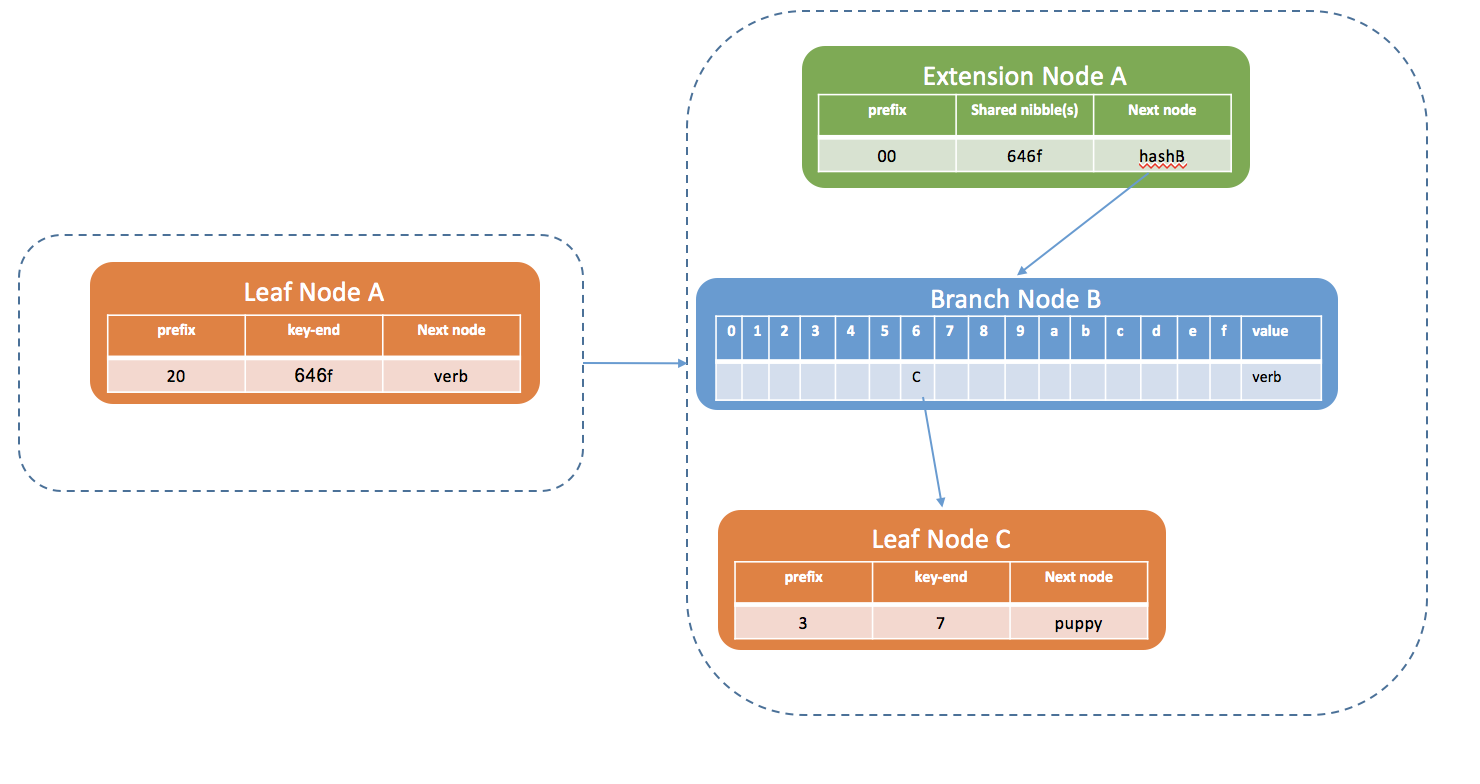 Extension Node A
prefix Shared nibble(s) Next node
00 646f hashB
Leaf Node A
prefix key-end Next node
20 646f verb
Branch Node B
0 1 2 3 4 5 6 7 8 9 a b c d e f value
C verb
Leaf Node C
prefix key-end Next node
3 7 puppy